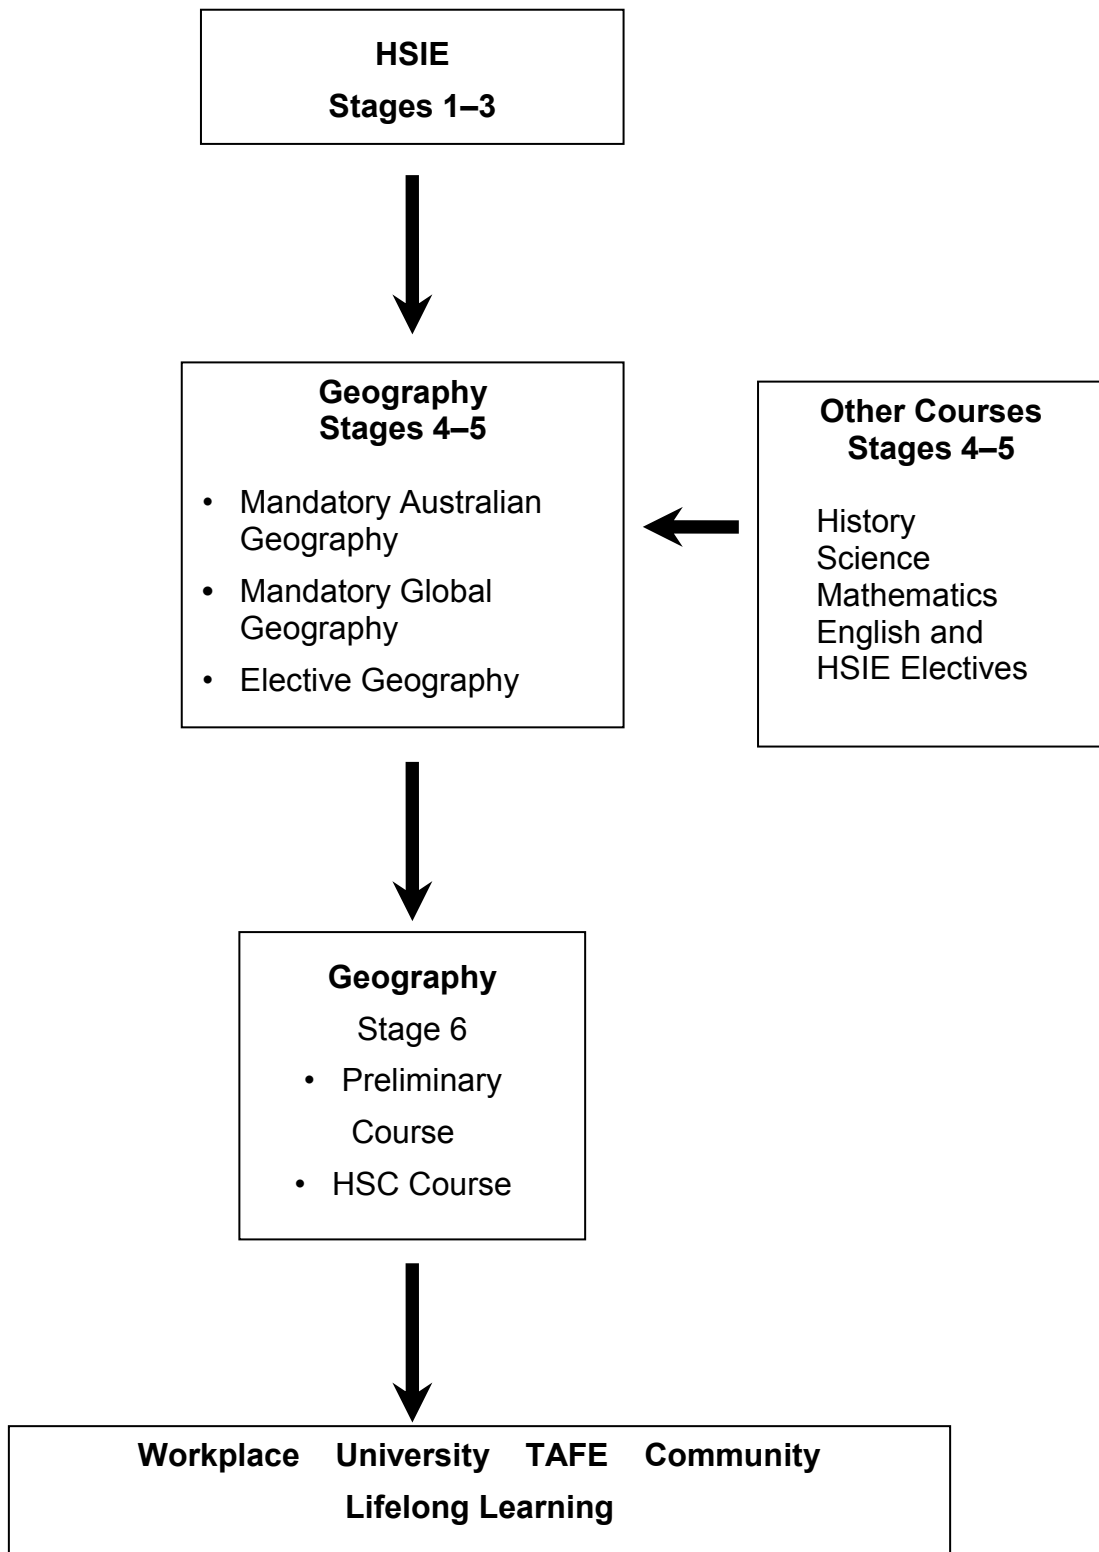 HSIE
Stages 1–3
Geography
Stages 4–5
• Mandatory Australian
Geography
• Mandatory Global
Geography
• Elective Geography
Other Courses
Stages 4–5
History
Science
Mathematics
English and
HSIE Electives
Geography
Stage 6
• Preliminary
Course
• HSC Course
Workplace University TAFE Community
Lifelong Learning